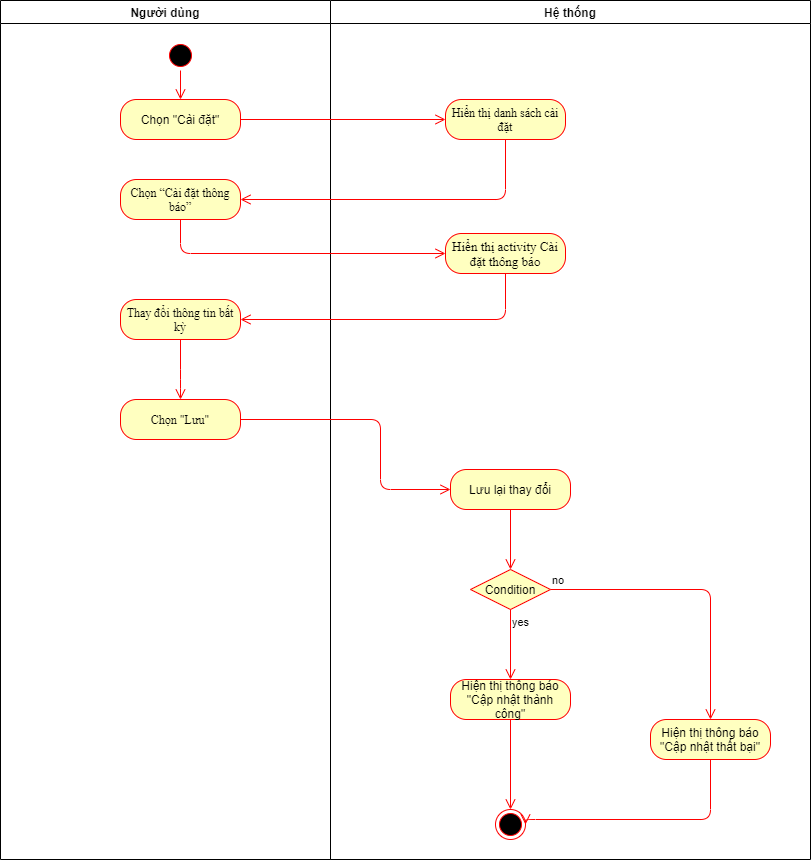 Người dùng
Hệ thống
Chọn "Cài đặt"
Hiển thị danh sách cài
đặt
Chọn “Cài đặt thông
báo”
Hiển thị activity Cài
đặt thông báo
Thay đổi thông tin bất
kỳ
Chọn "Lưu"
Lưu lại thay đổi
Condition
no
yes
Hiện thị thông báo
"Cập nhật thành
công"
Hiện thị thông báo
"Cập nhật thất bại"